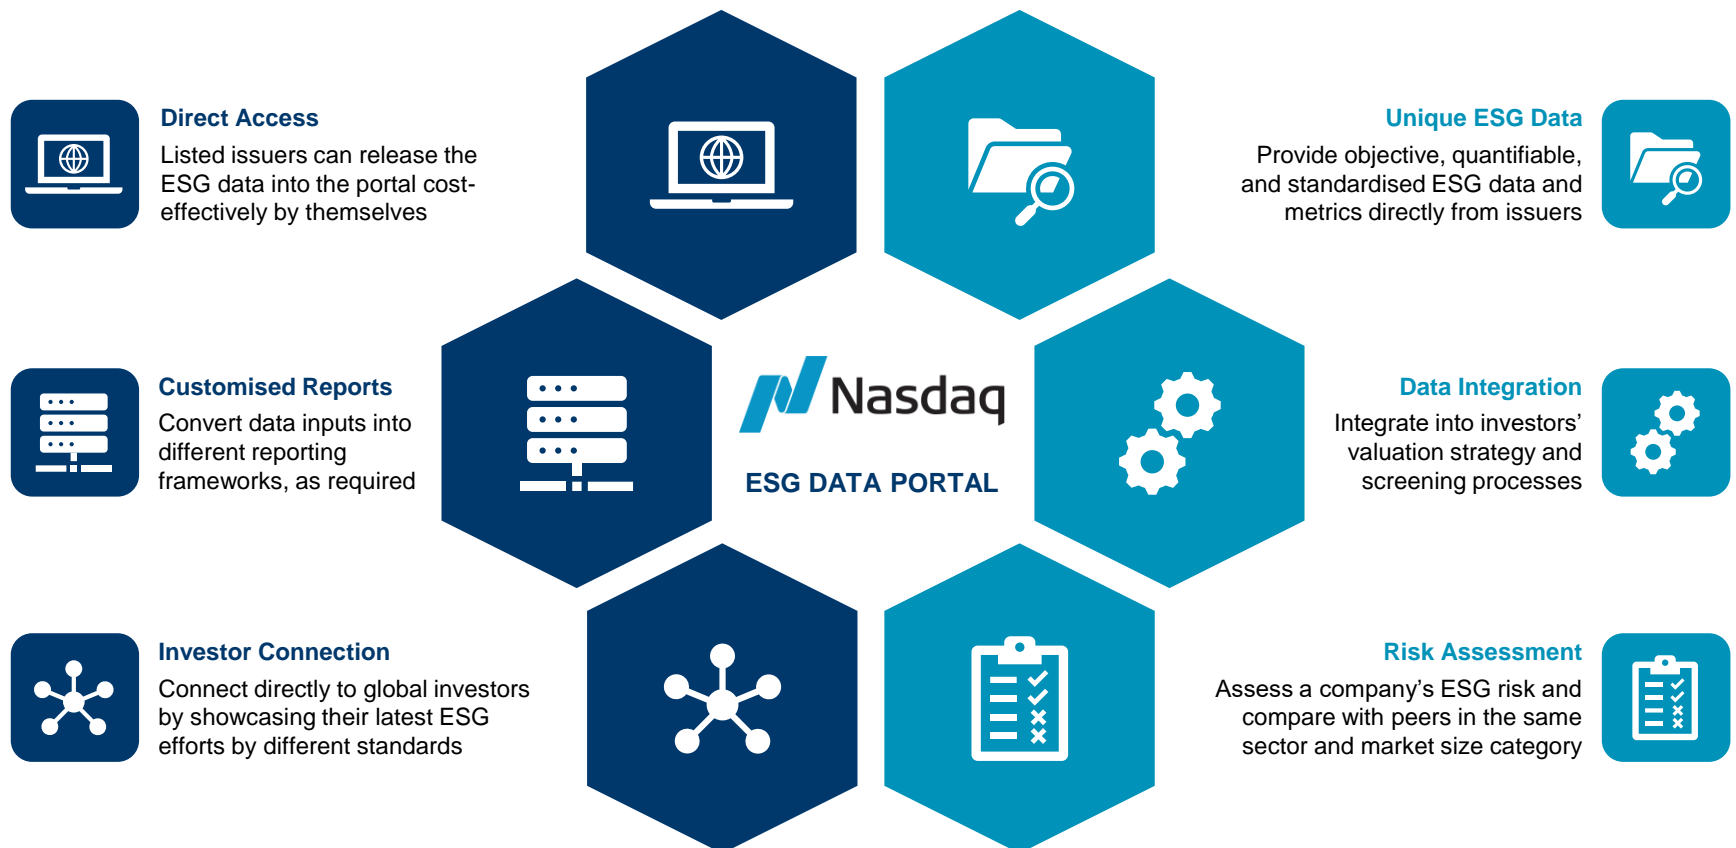 Direct Access
Listed issuers can release the
ESG data into the portal cost-
effectively by themselves
Customised Reports
Convert data inputs into
different reporting
frameworks, as required
Investor Connection
Connect directly to global investors
by showcasing their latest ESG
efforts by different standards
Nasdaq
ESG DATA PORTAL
Unique ESG Data
Provide objective, quantifiable,
and standardised ESG data and
metrics directly from issuers
Data Integration
Integrate into investors’
valuation strategy and
screening processes
Risk Assessment
Assess a company’s ESG risk and
compare with peers in the same
sector and market size category